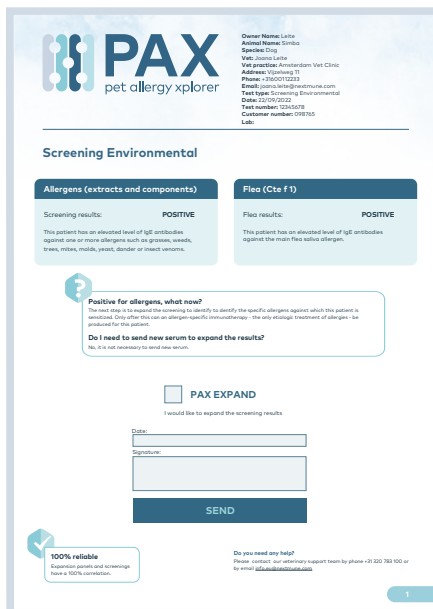 PAX
pet allergy xplorer
Owner Name: Leite
Animal Name: Simba
Species: Dog
Vet: Joana Leite
Vet practice: Amsterdam Vet Clinic
Address: Vijzelweg 11
Phone: +31600112233
Email: joana.leite@nextmune.com
Test type: Screening Environmental
Date: 22/09/2022
Test number: 12345678
Customer number: 098765
Lab:
Screening Environmental
Allergens (extracts and components)
Screening results: POSITIVE
This patient has an elevated level of IgE antibodies
against one or more allergens such as grasses, weeds,
trees, mites, molds, yeast, dander or insect venoms.
Flea (Cte f 1)
Flea results: POSITIVE
This patient has an elevated level of IgE antibodies
against the main flea saliva allergen.
?
Positive for allergens, what now?
The next step is to expand the screening to identify to dentify the specific allergens against which this patient is
sensitized. Only after this can an allergen-specific immunotherapy - the only etiologic treatment of allergies - be
produced for this patient.
Do I need to send new serum to expand the results?
No, it is not necessary to send new serum.
PAX EXPAND
I would like to expand the screening results
Date:
Signature:
SEND
100% reliable
Expansion panels and screenings
have a 100% correlation.
Do you need any help?
Please contact our veterinary support team by phone +31 320 783 100 or
by email info.eu@nextmune.com
1